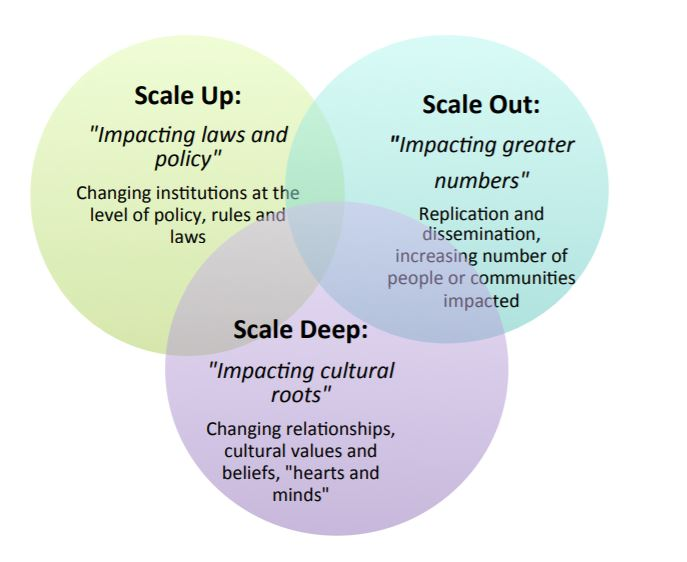 Scale Up:
"Impacting laws and
policy"
Changing institutions at the
level of policy, rules and
laws
Scale Out:
"Impacting greater
numbers"
Replication and
dissemination,
increasing number of
people or communities
impacted
Scale Deep:
"Impacting cultural
roots"
Changing relationships,
cultural values and
beliefs, "hearts and
minds"